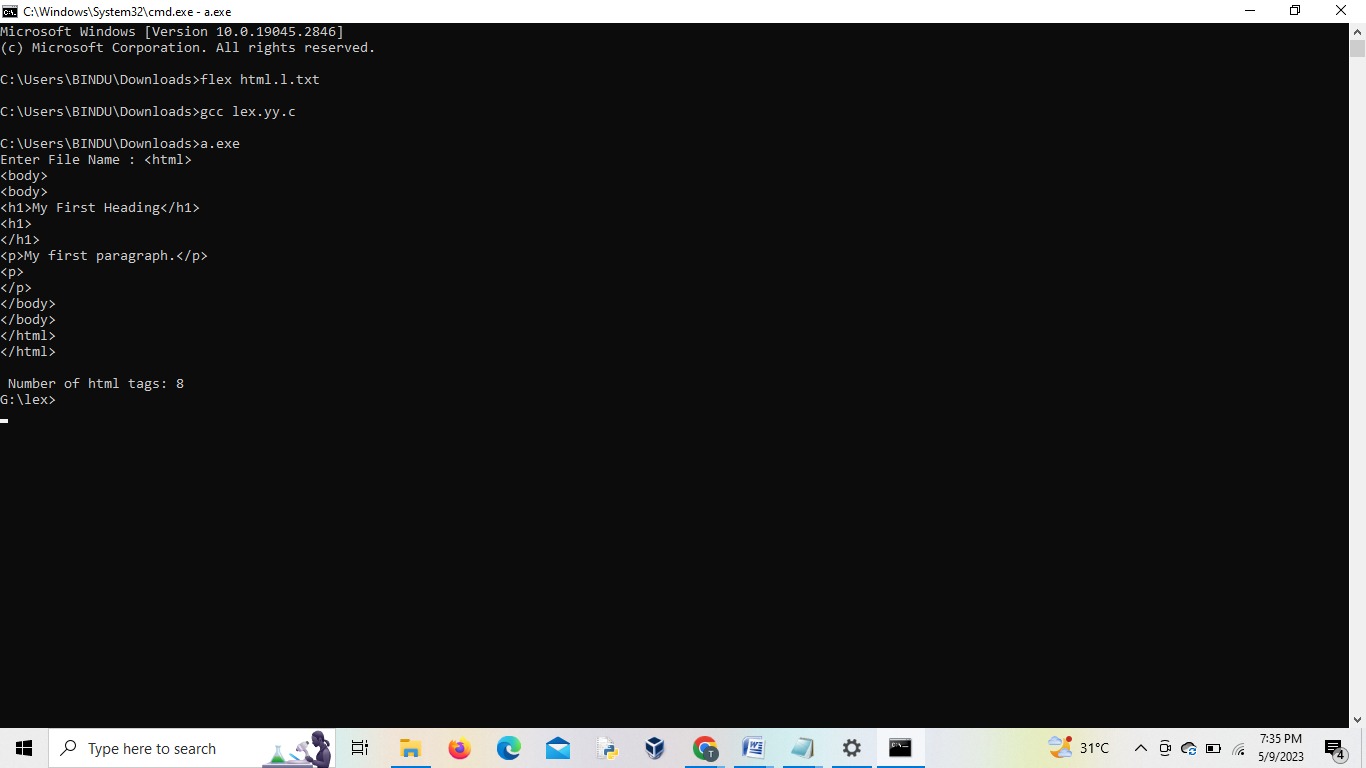 C:\Windows\System32\cmd.exe - a.exe
Microsoft Windows [Version 10.0.19045.2846]
(c) Microsoft Corporation. All rights reserved.
C:\Users\BINDU\Downloads>flex html.l.txt
C:\Users\BINDU\Downloads>gcc lex.yy.c
C:\Users\BINDU\Downloads>a.exe
Enter File Name : <html>
<body>
<body>
<h1>My First Heading</h1>
<h1>
</h1>
<p>My first paragraph.</p>
<p>
</p>
</body>
</body>
</html>
</html>
Number of html tags: 8
G:\lex>
Type here to search
31°C
7:35 PM
5/9/2023
4